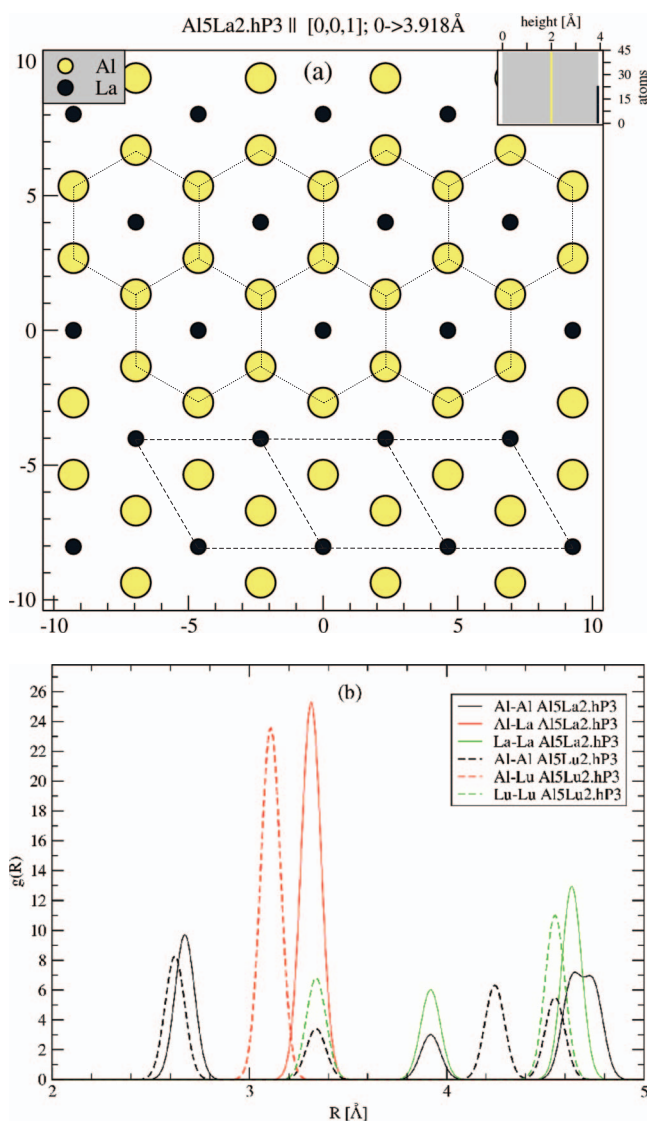 Al5La2.hP3 || [0,0,1]; 0->3.918Å
height [Å]
0 2 4
Al
La
(a)
45
30
15
0
atoms
10
5
0
-5
-10
-10 -5 0 5 10
(b)
26
24
22
20
18
16
14
12
10
8
6
4
2
0
g(R)
Al-Al Al5La2.hP3
Al-La Al5La2.hP3
La-La Al5La2.hP3
Al-Al Al5Lu2.hP3
Al-Lu Al5Lu2.hP3
Lu-Lu Al5Lu2.hP3
2 3 4 5
R [Å]